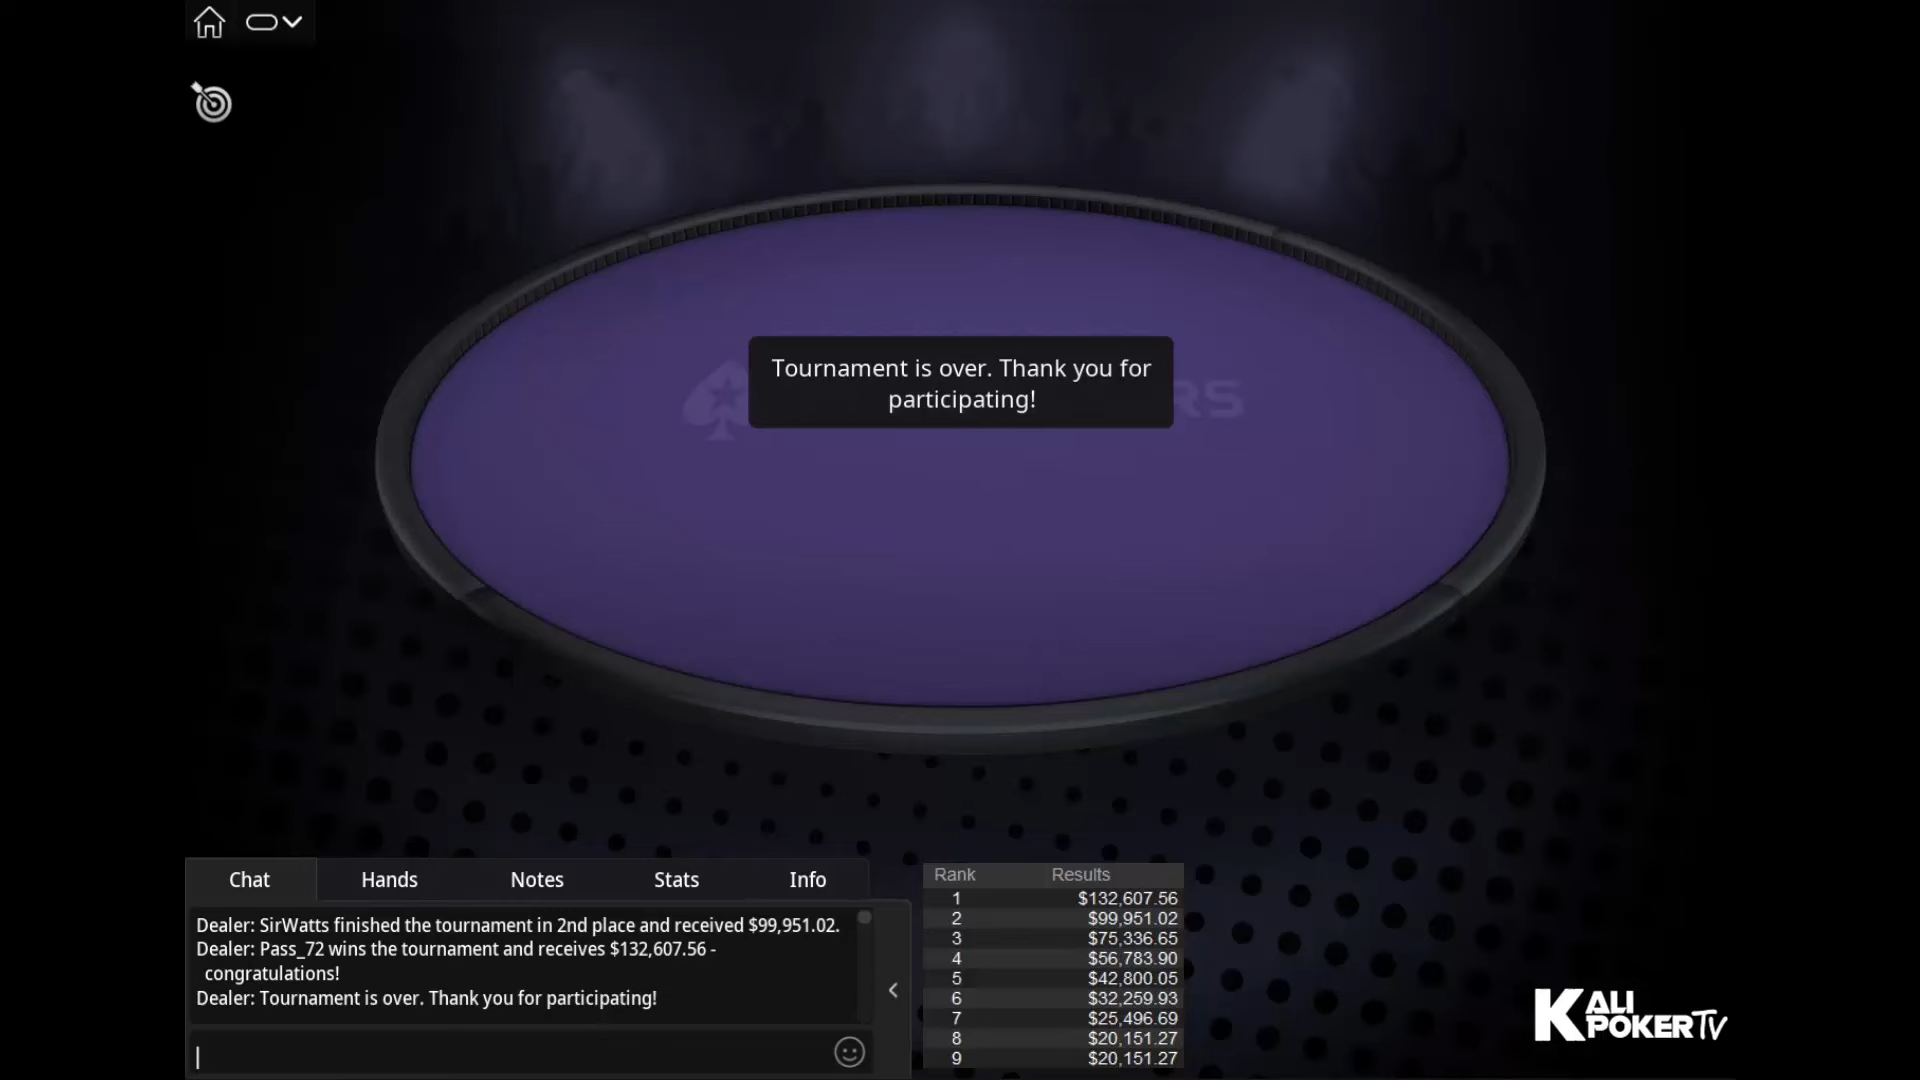 Tournament is over. Thank you for
participating!
RS
Chat
Hands
Notes
Stats
Info
Dealer: SirWatts finished the tournament in 2nd place and received $99,951.02.
Dealer: Pass_72 wins the tournament and receives $132,607.56 -
congratulations!
Dealer: Tournament is over. Thank you for participating!
Rank Results
1 $132,607.56
2 $99,951.02
3 $75,336.65
4 $56,783.90
5 $42,800.05
6 $32,259.93
7 $25,496.69
8 $20,151.27
9 $20,151.27
KALI
POKERTV